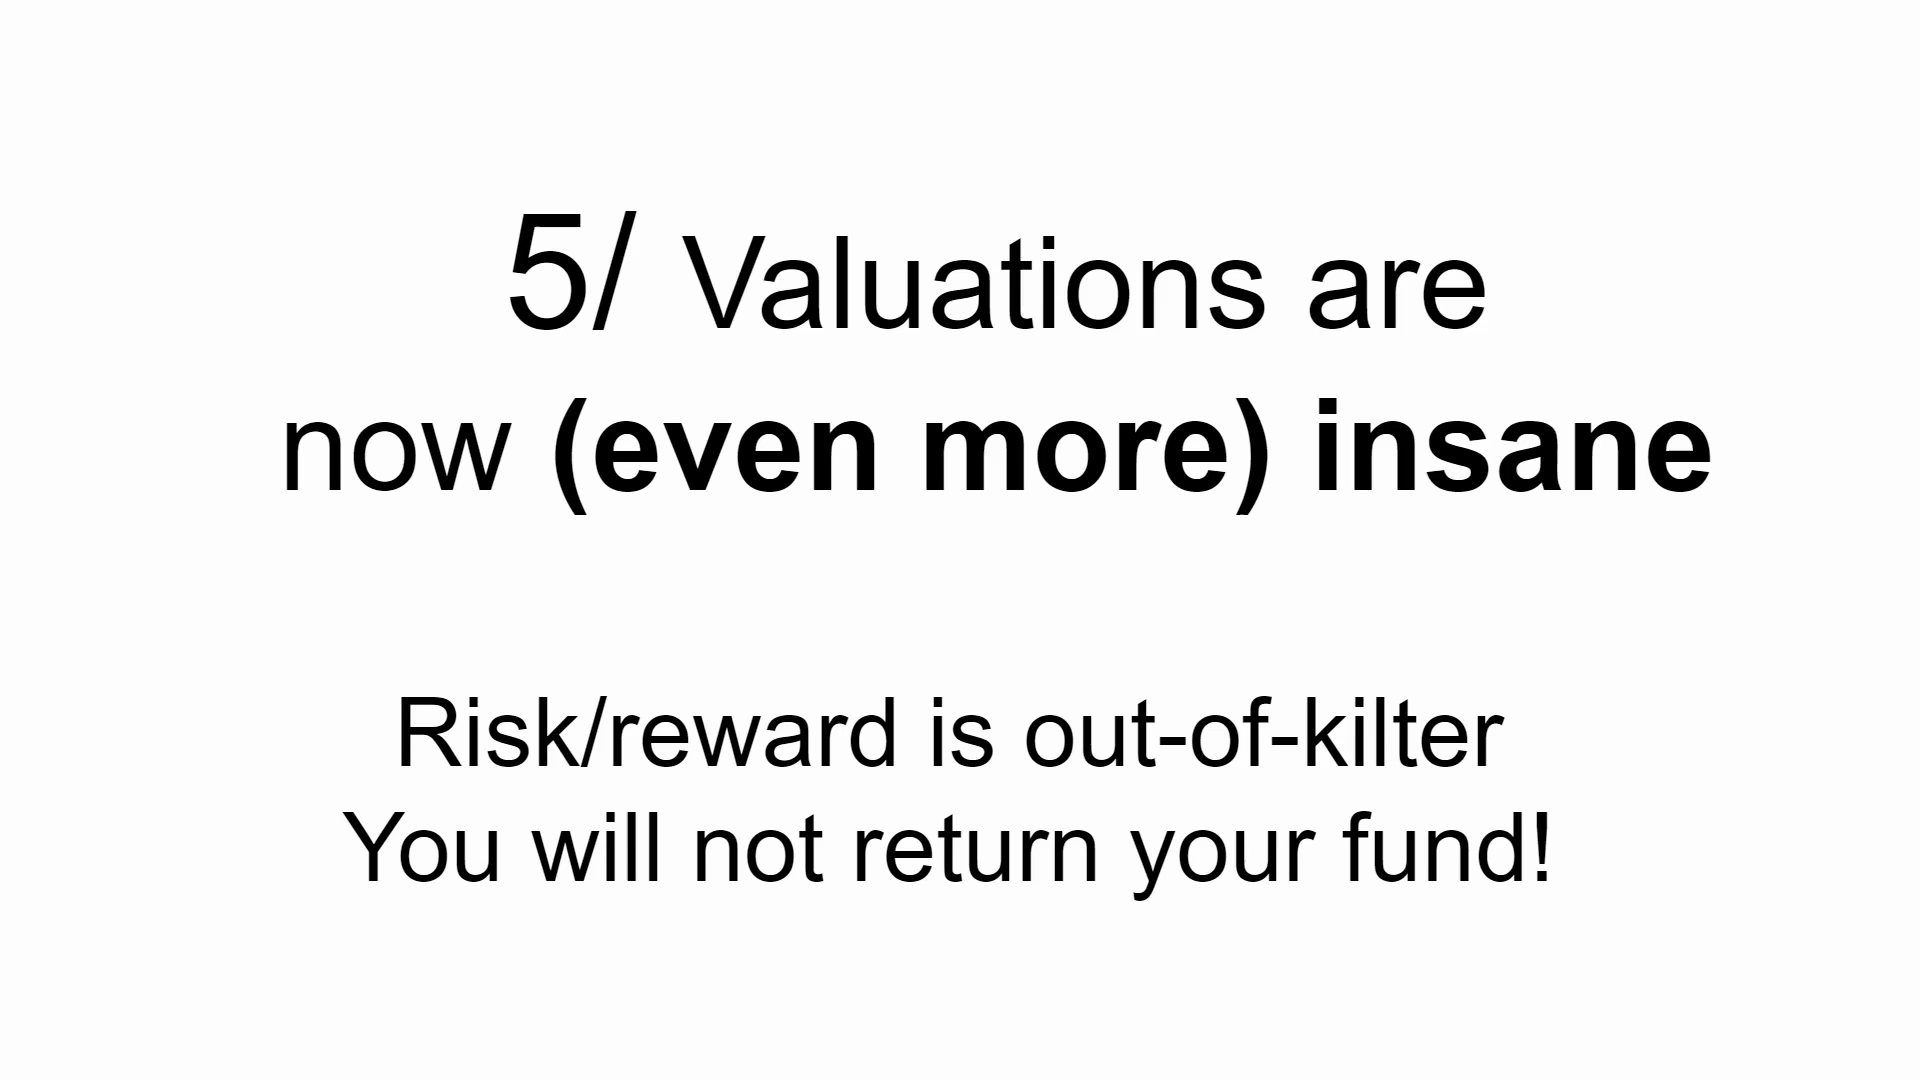 5/ Valuations are
now (even more) insane
Risk/reward is out-of-kilter
You will not return your fund!